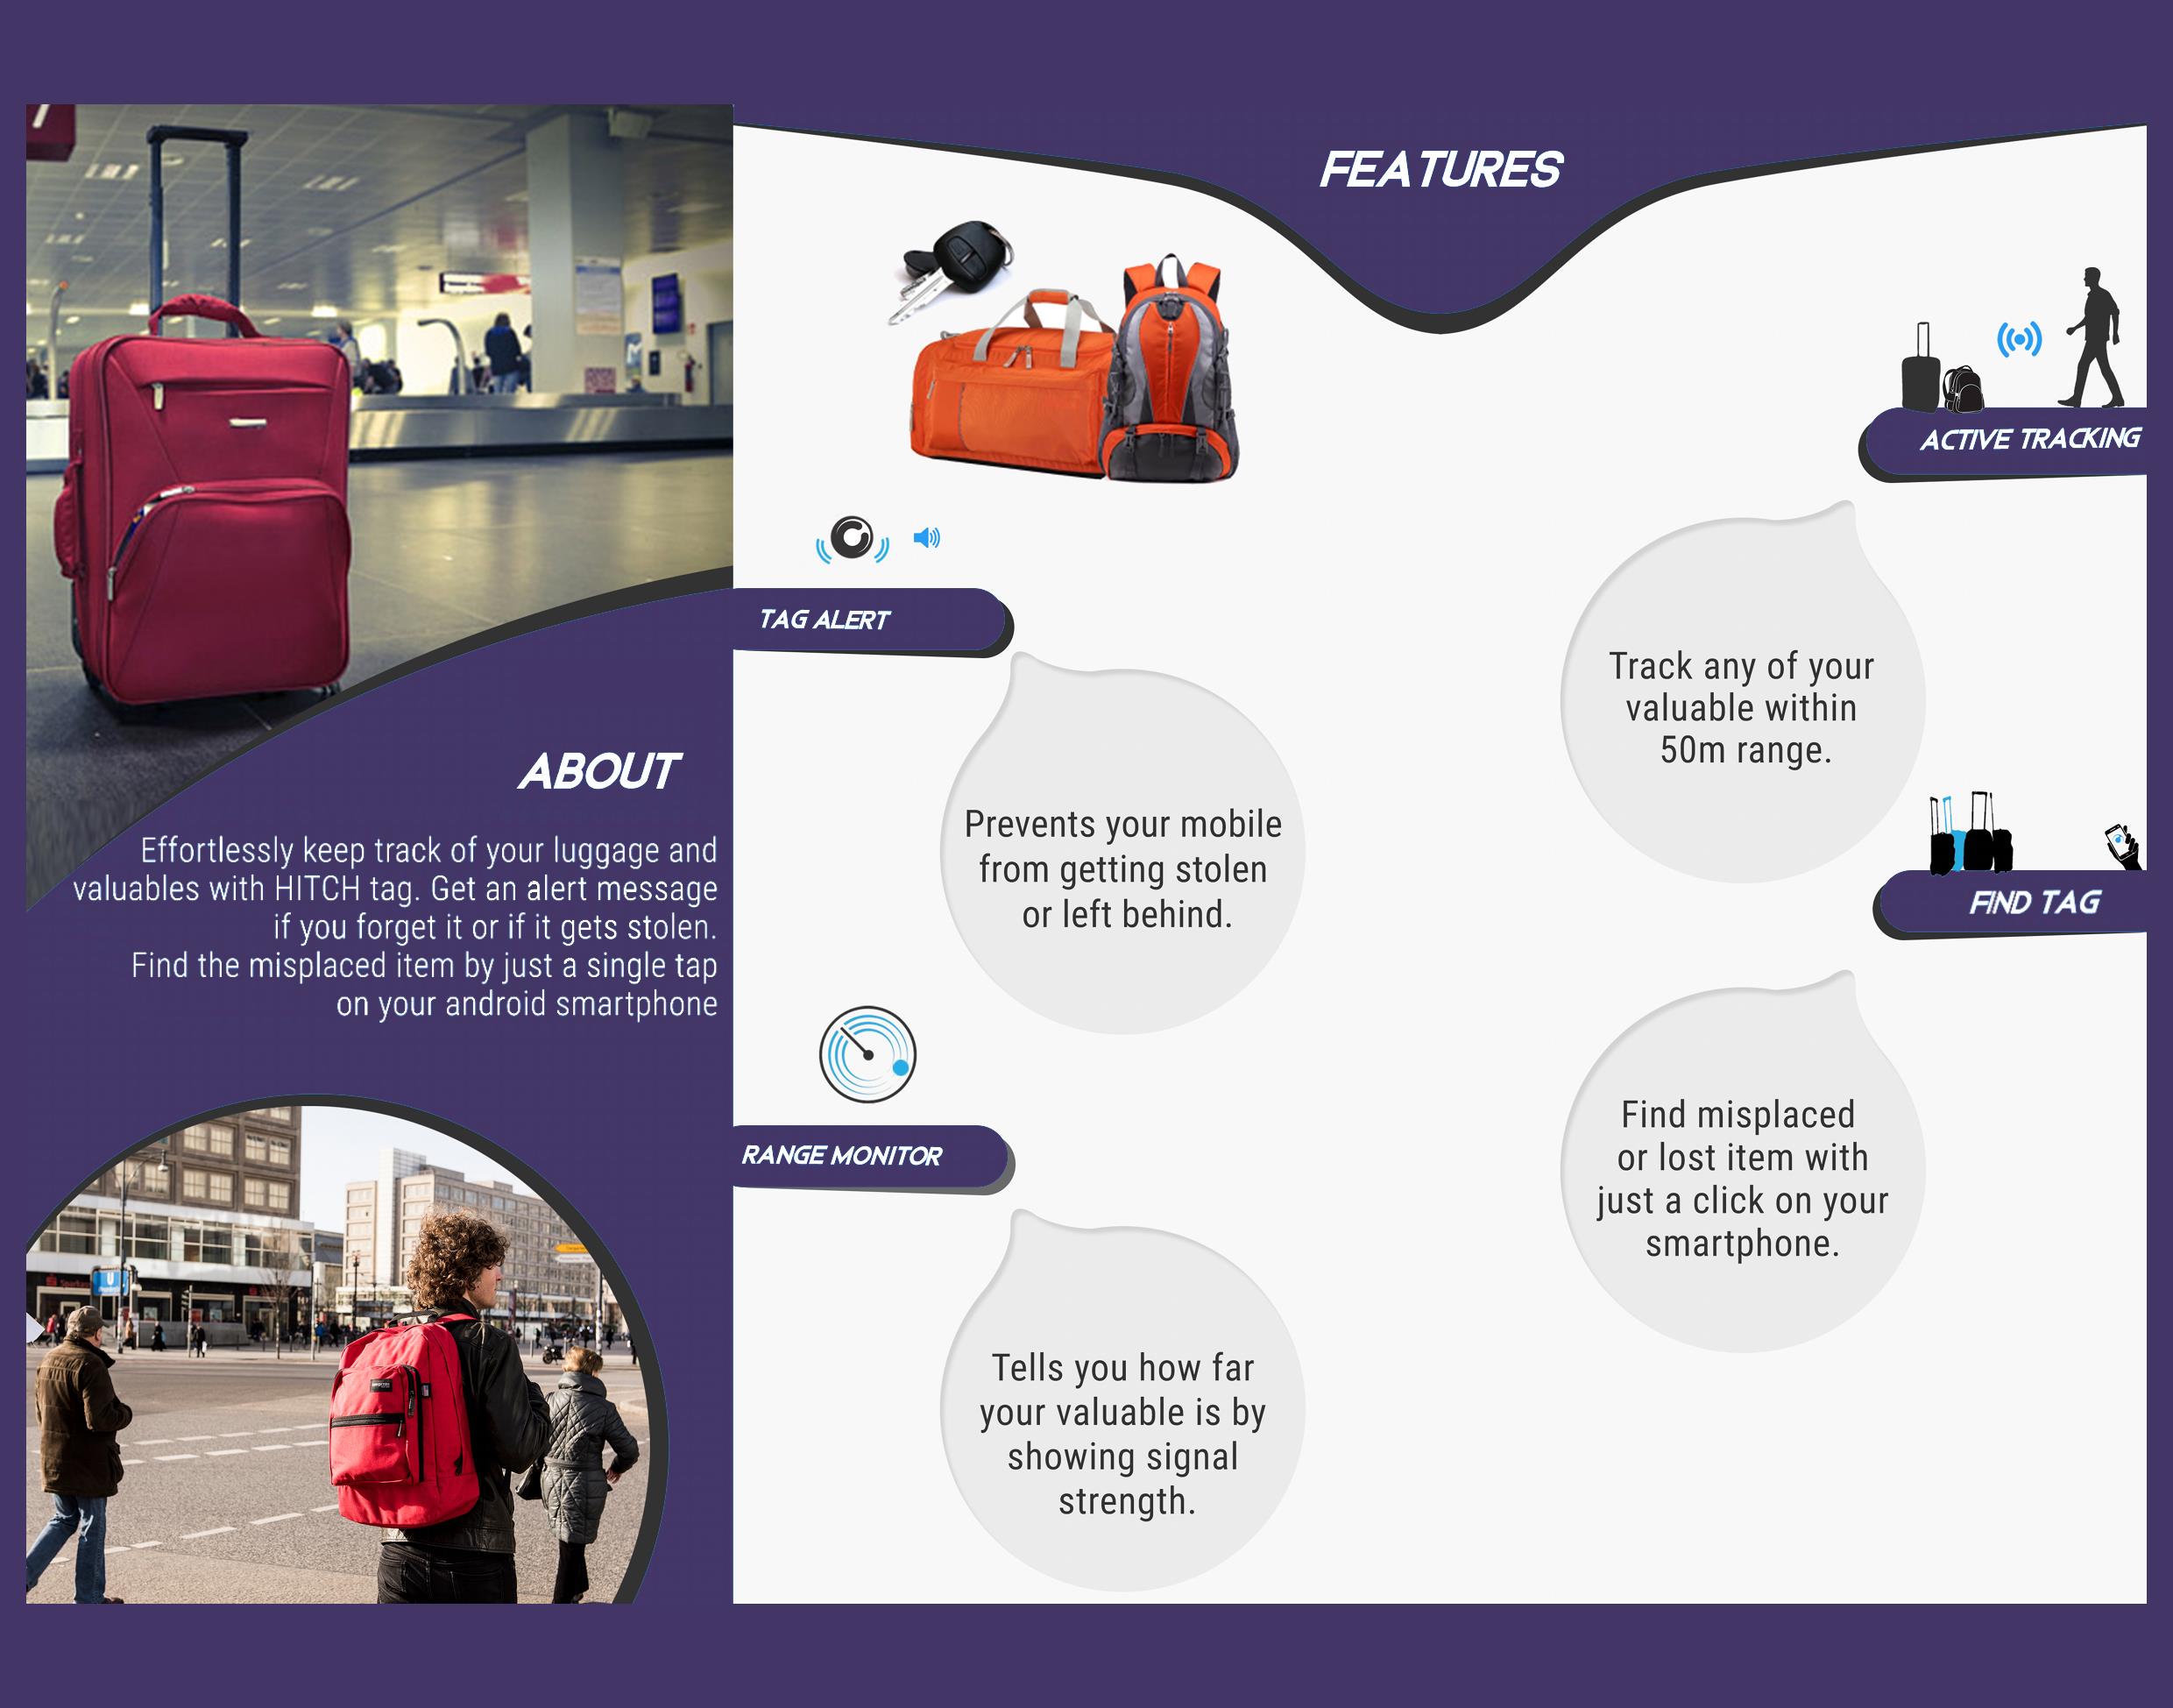 ABOUT
Effortlessly keep track of your luggage and
valuables with HITCH tag. Get an alert message
if you forget it or if it gets stolen.
Find the misplaced item by just a single tap
on your android smartphone
FEATURES
TAG ALERT
Prevents your mobile
from getting stolen
or left behind.
RANGE MONITOR
Tells you how far
your valuable is by
showing signal
strength.
ACTIVE TRACKING
Track any of your
valuable within
50m range.
FIND TAG
Find misplaced
or lost item with
just a click on your
smartphone.